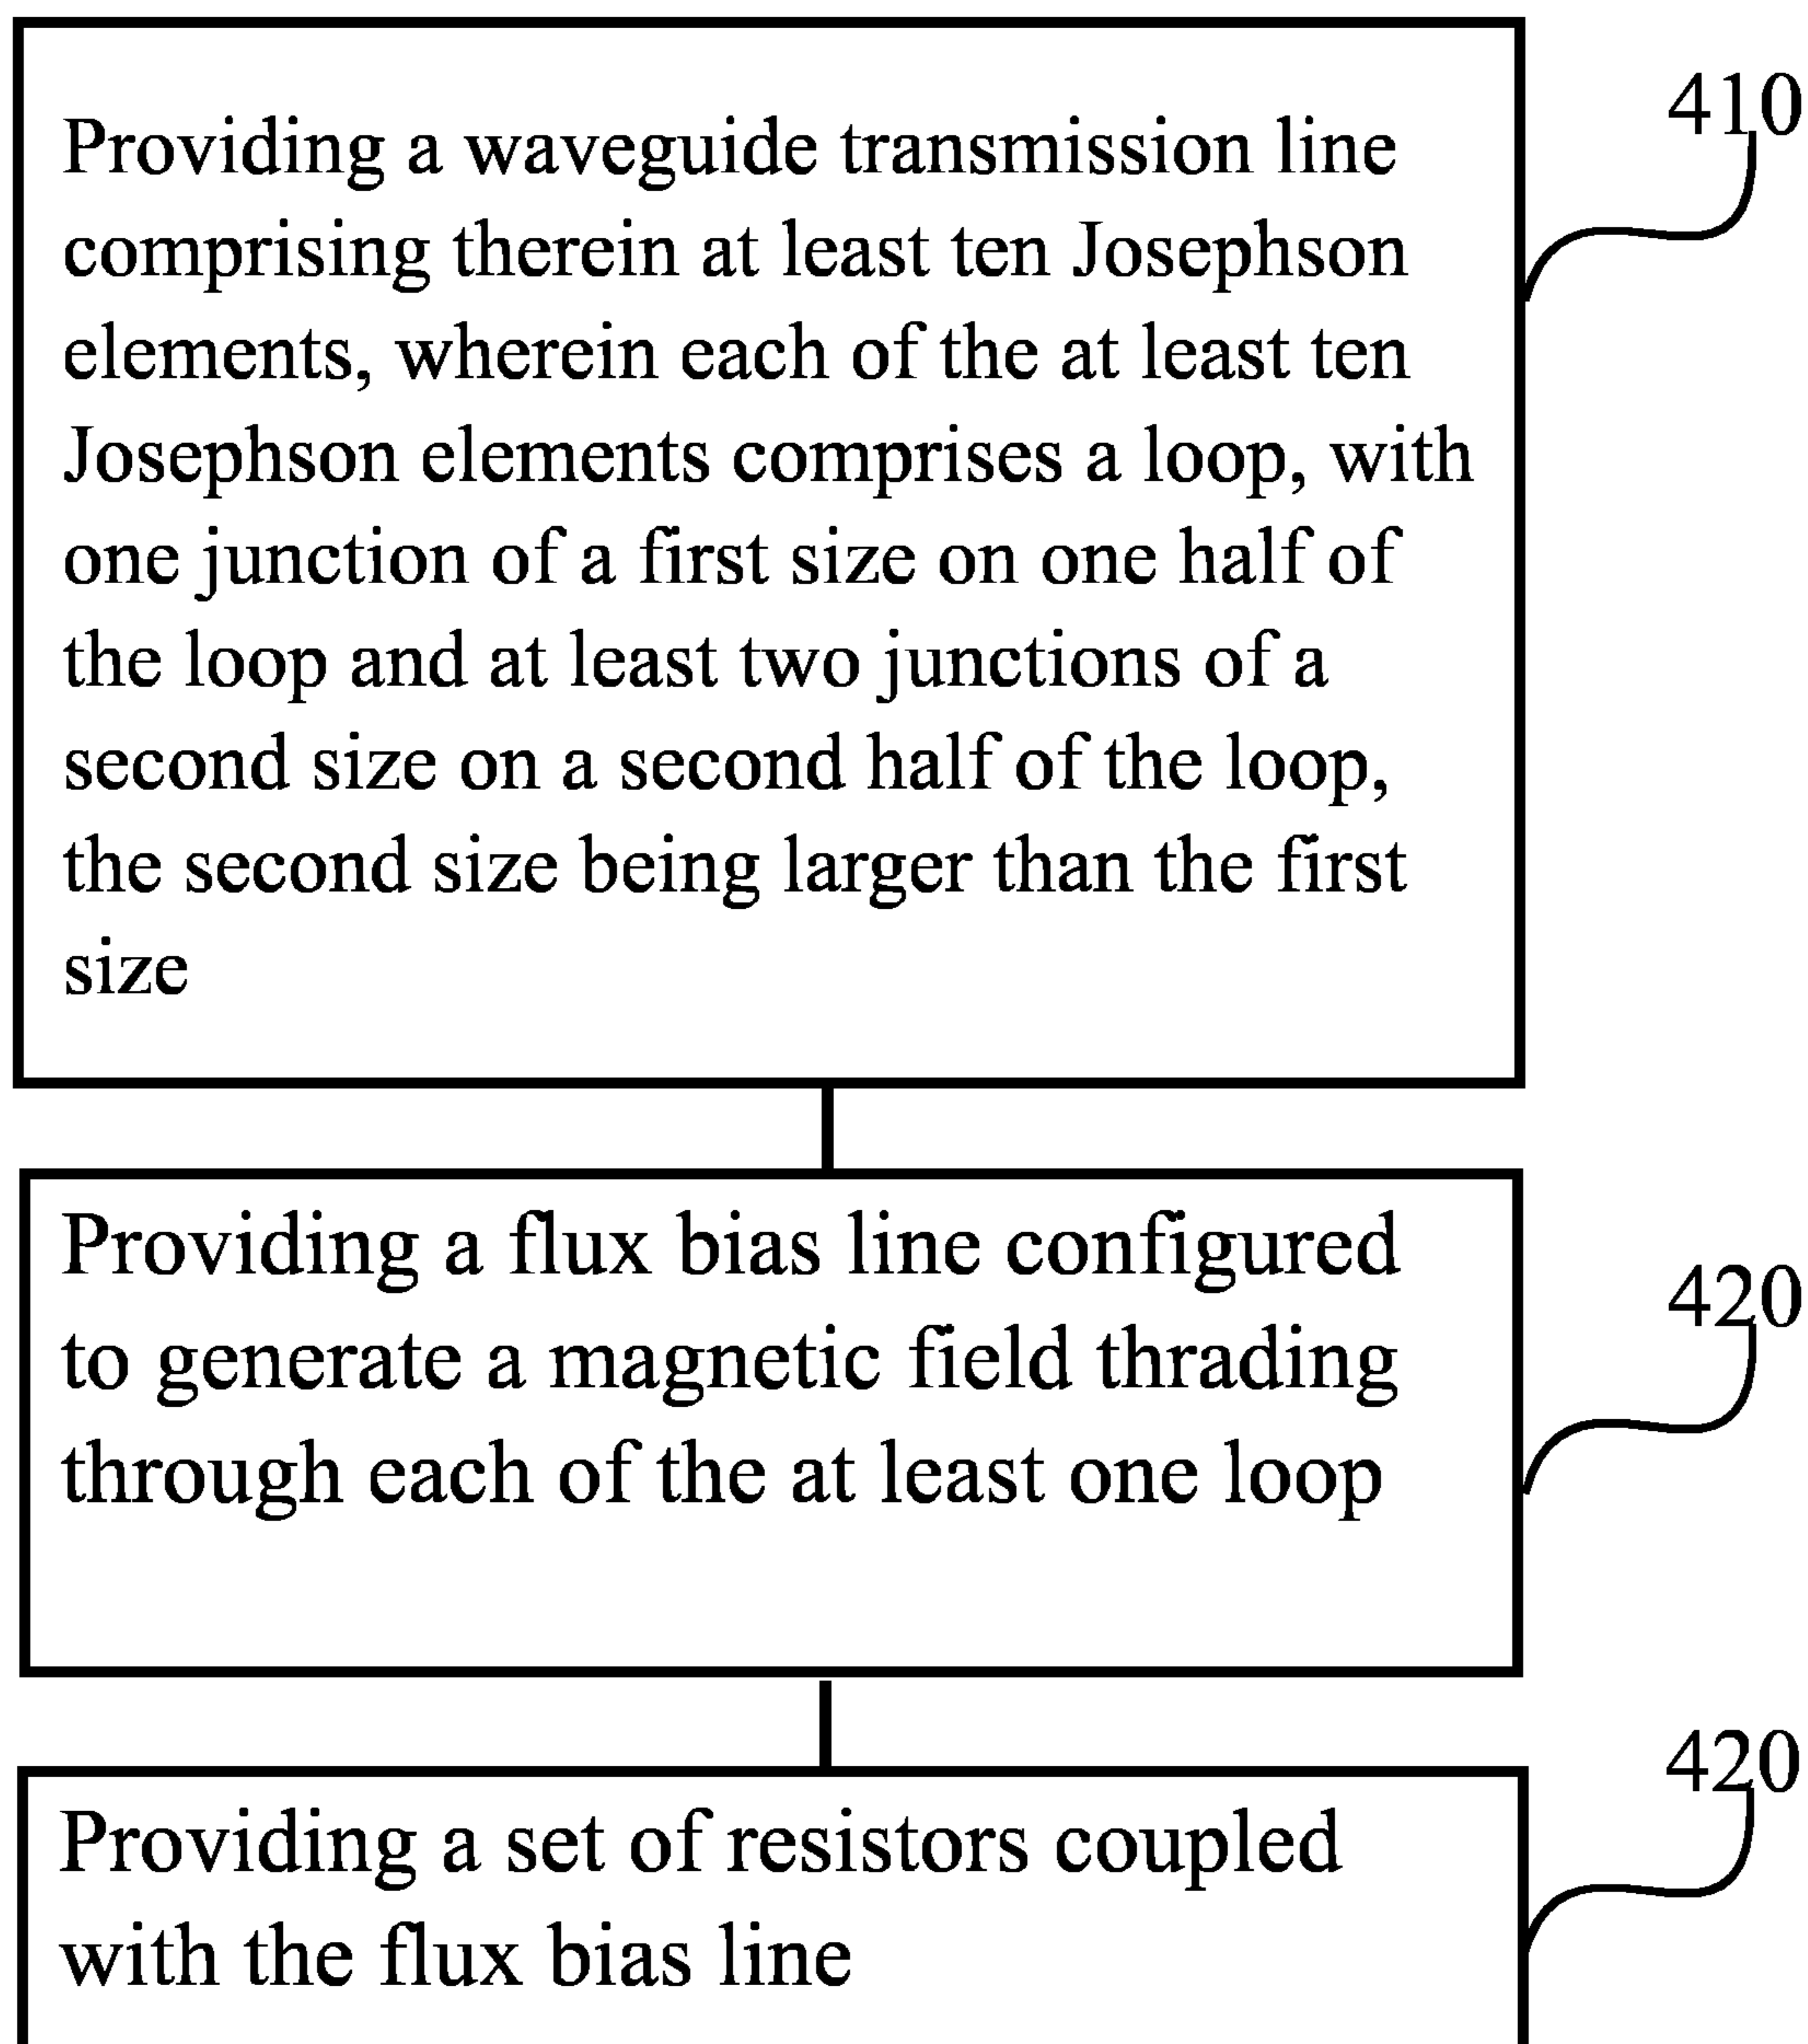 410
Providing a waveguide transmission line
comprising therein at least ten Josephson
elements, wherein each of the at least ten
Josephson elements comprises a loop, with
one junction of a first size on one half of
the loop and at least two junctions of a
second size on a second half of the loop,
the second size being larger than the first
size
420
Providing a flux bias line configured
to generate a magnetic field thrading
through each of the at least one loop
420
Providing a set of resistors coupled
with the flux bias line